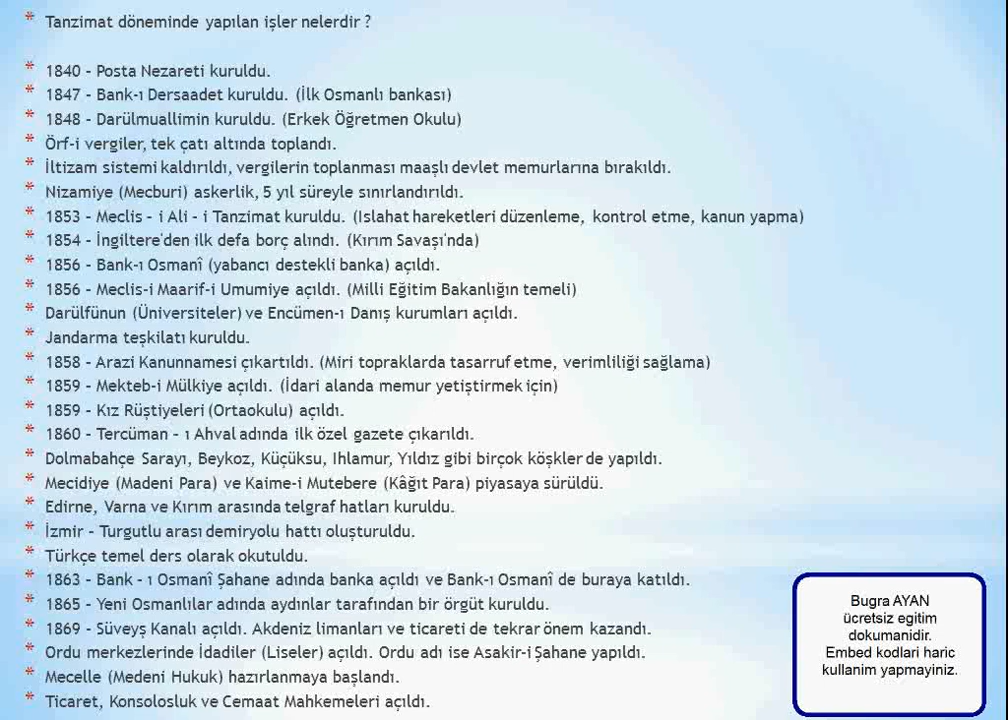 * Tanzimat döneminde yapılan işler nelerdir ?
* 1840 - Posta Nezareti kuruldu.
* 1847 - Bank-ı Dersaadet kuruldu. (İlk Osmanlı bankası)
* 1848 - Darülmuallimin kuruldu. (Erkek Öğretmen Okulu)
* Örf-i vergiler, tek çatı altında toplandı.
* İltizam sistemi kaldırıldı, vergilerin toplanması maaşlı devlet memurlarına bırakıldı.
* Nizamiye (Mecburi) askerlik, 5 yıl süreyle sınırlandırıldı.
* 1853 - Meclis - i Ali - i Tanzimat kuruldu. (Islahat hareketleri düzenleme, kontrol etme, kanun yapma)
* 1854 - İngiltere'den ilk defa borç alındı. (Kırım Savaşı'nda)
* 1856 - Bank-ı Osmanî (yabancı destekli banka) açıldı.
* 1856 - Meclis-i Maarif-i Umumiye açıldı. (Milli Eğitim Bakanlığın temeli)
* Darülfünun (Üniversiteler) ve Encümen-ı Danış kurumları açıldı.
* Jandarma teşkilatı kuruldu.
* 1858 - Arazi Kanunnamesi çıkartıldı. (Miri topraklarda tasarruf etme, verimliliği sağlama)
* 1859 - Mekteb-i Mülkiye açıldı. (İdari alanda memur yetiştirmek için)
* 1859 - Kız Rüştiyeleri (Ortaokulu) açıldı.
* 1860 - Tercüman - ı Ahval adında ilk özel gazete çıkarıldı.
* Dolmabahçe Sarayı, Beykoz, Küçüksu, Ihlamur, Yıldız gibi birçok köşkler de yapıldı.
* Mecidiye (Madeni Para) ve Kaime-i Mutebere (Kâğıt Para) piyasaya sürüldü.
* Edirne, Varna ve Kırım arasında telgraf hatları kuruldu.
* İzmir - Turgutlu arası demiryolu hattı oluşturuldu.
* Türkçe temel ders olarak okutuldu.
* 1863 - Bank - ı Osmanî Şahane adında banka açıldı ve Bank-ı Osmanî de buraya katıldı.
* 1865 - Yeni Osmanlılar adında aydınlar tarafından bir örgüt kuruldu.
* 1869 - Süveyş Kanalı açıldı. Akdeniz limanları ve ticareti de tekrar önem kazandı.
* Ordu merkezlerinde İdadiler (Liseler) açıldı. Ordu adı ise Asakir-i Şahane yapıldı.
* Mecelle (Medeni Hukuk) hazırlanmaya başlandı.
* Ticaret, Konsolosluk ve Cemaat Mahkemeleri açıldı.
Bugra AYAN
ücretsiz egitim
dokumanidir.
Embed kodlari haric
kullanim yapmayiniz.